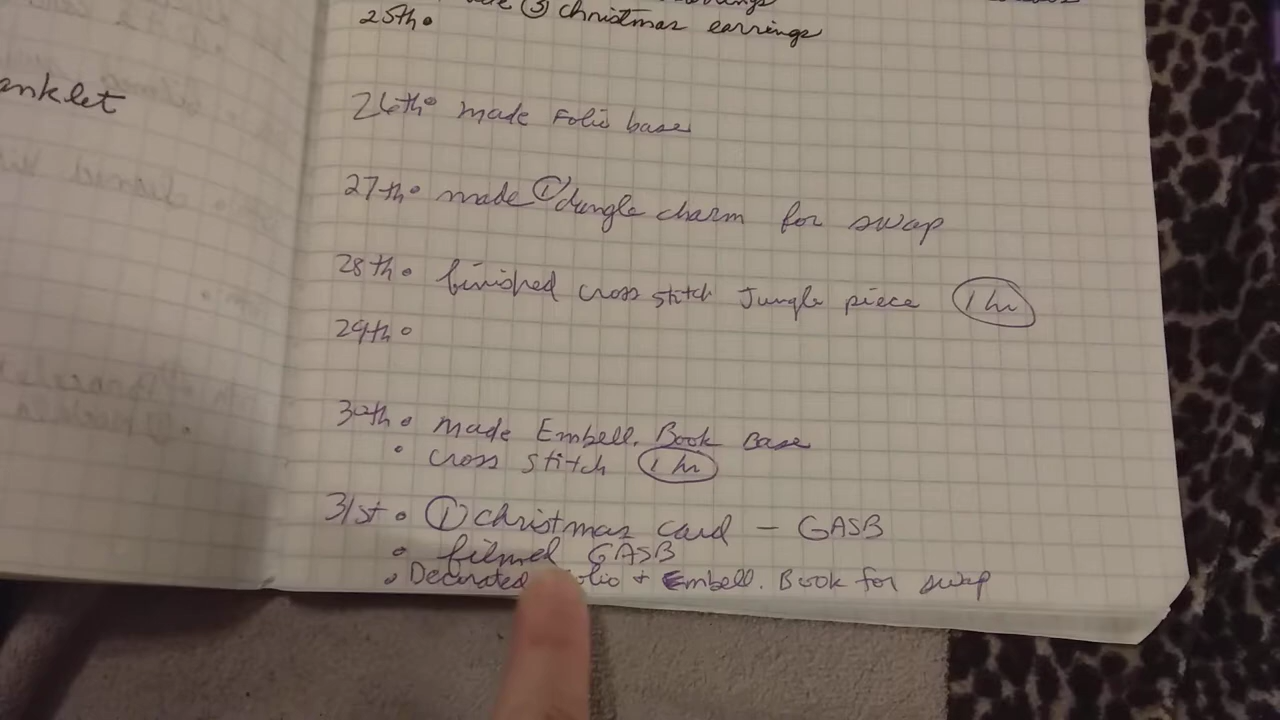 ③ Christmas earrings
25th.
anklet
26th. made Folio base
27th. made ① dangle charm for swap
28th. finished cross stitch Jungle piece 1 hr
29th.
30th. made Embell. Book Base
• cross stitch 1 hr
31st. ① Christmas card - GASB
• filmed GASB
• Decorated + Embell. Book for swap